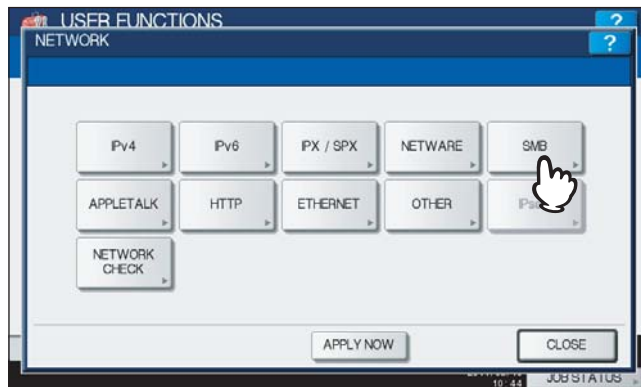 USER FUNCTIONS ?
NETWORK ?
IPv4 IPv6 IPX / SPX NETWARE SMB
APPLETALK HTTP ETHERNET OTHER
NETWORK
CHECK
APPLY NOW CLOSE
10:44 JOB STATUS